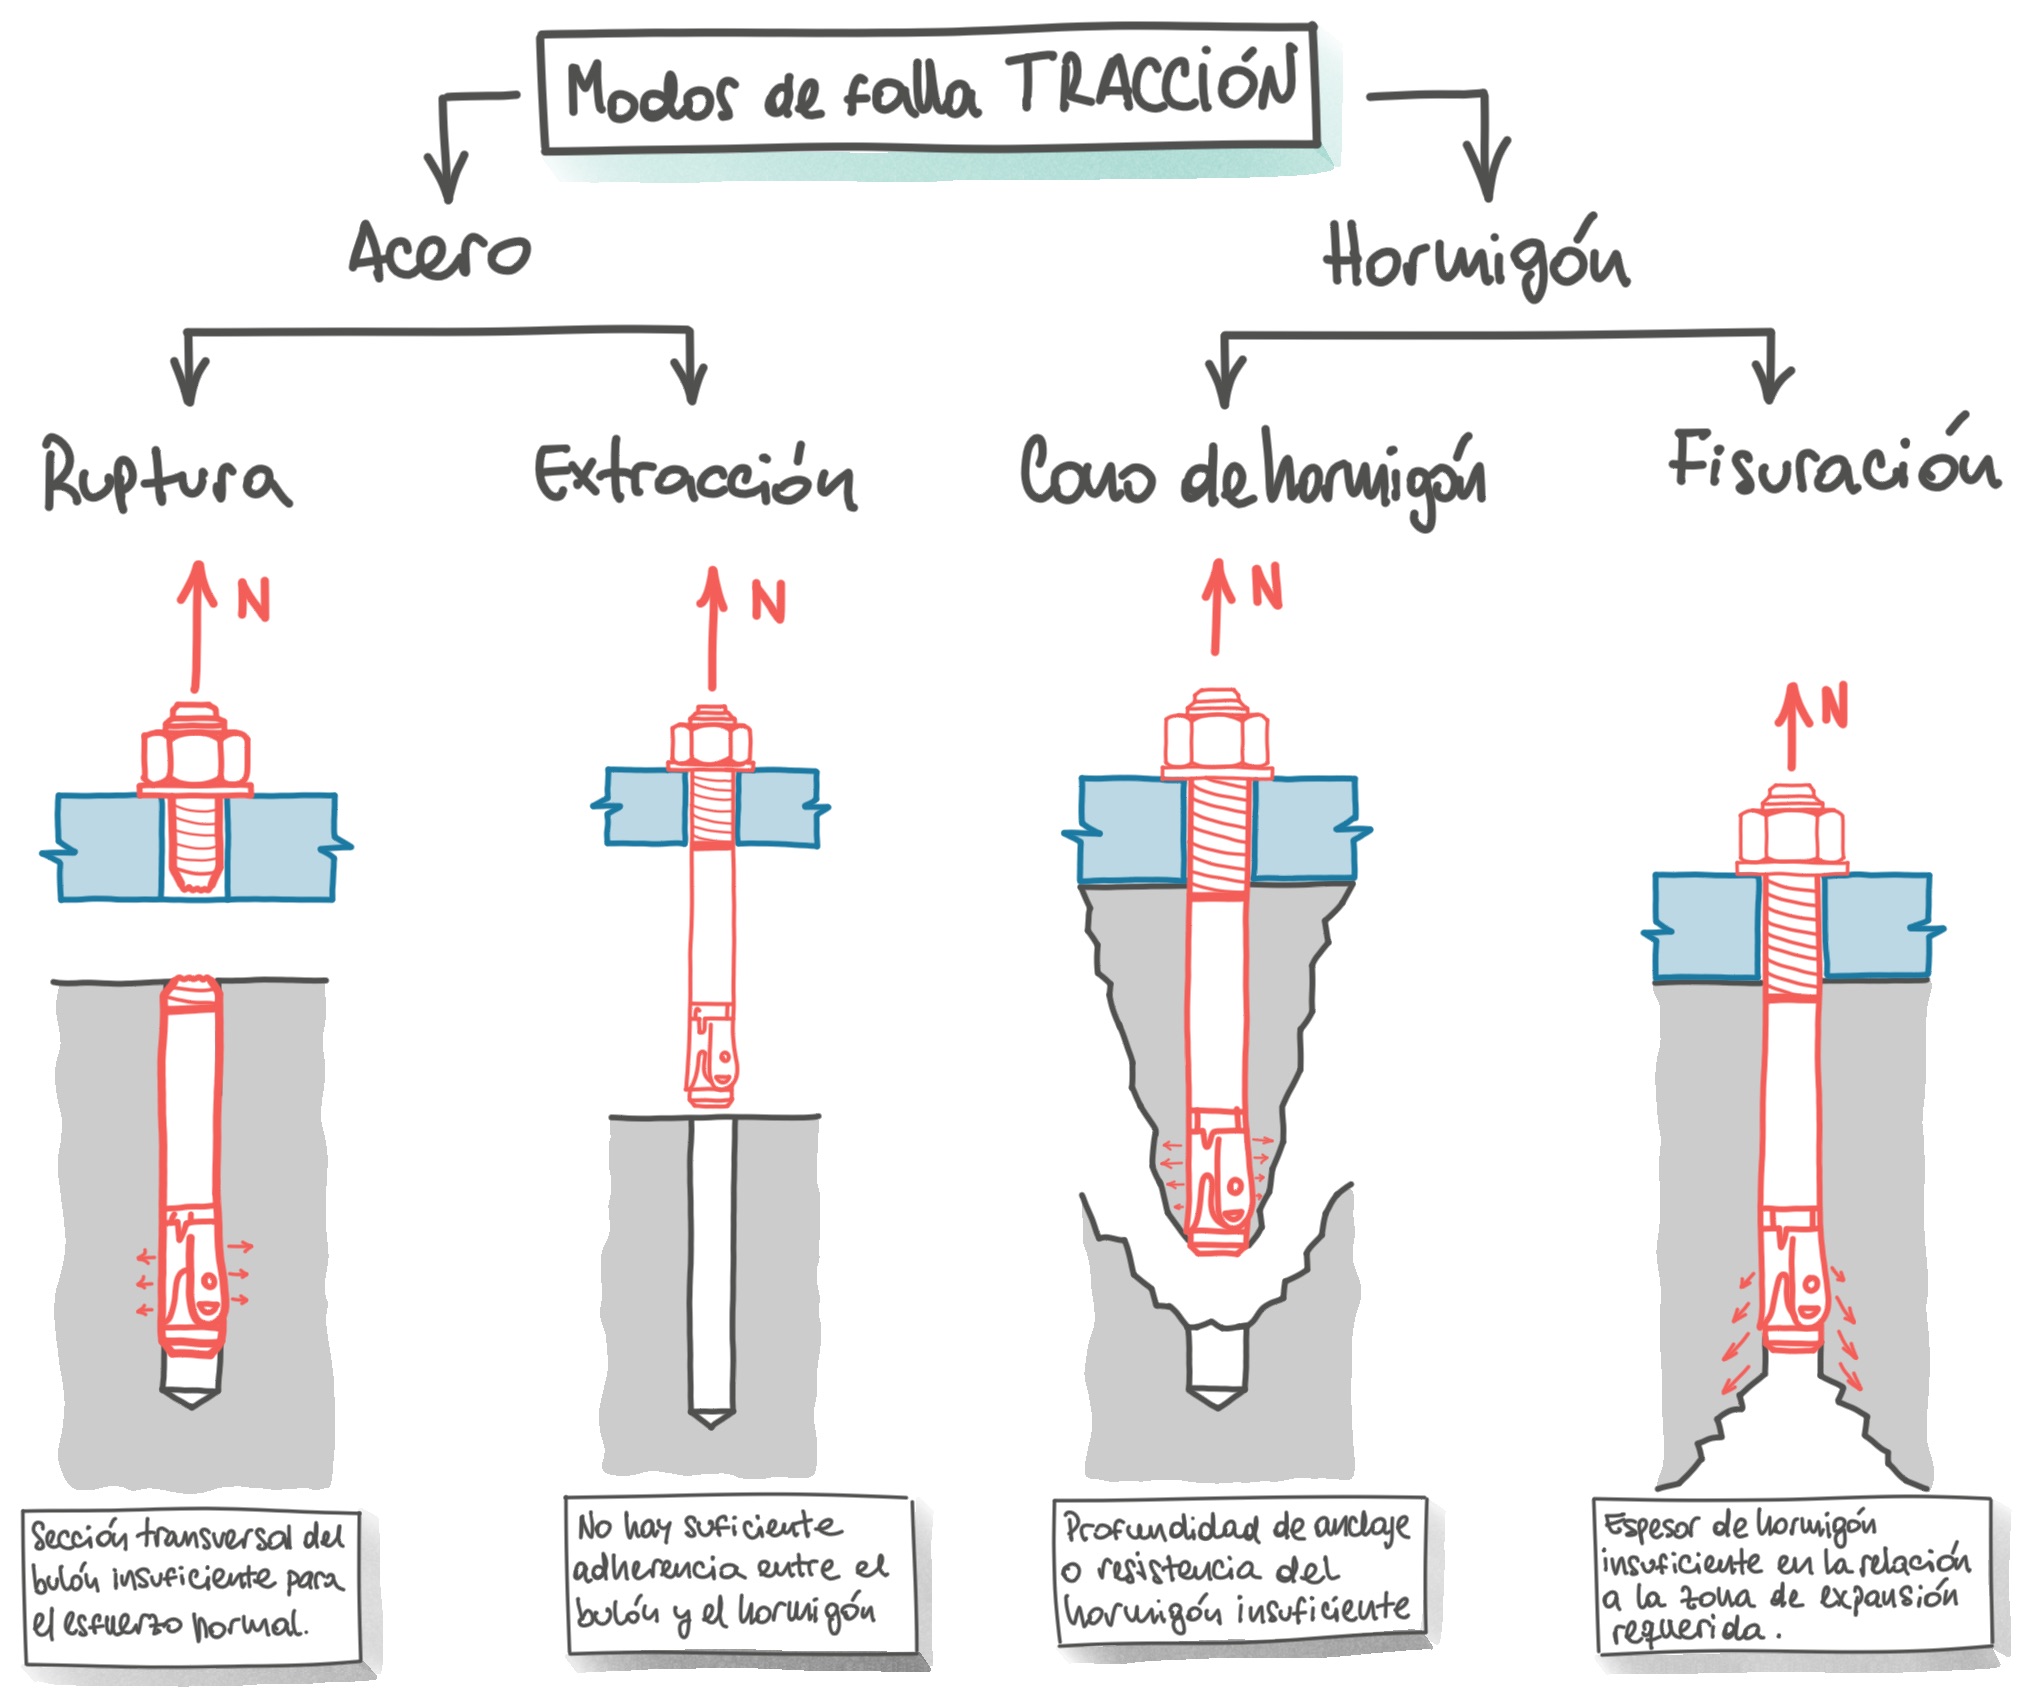 Modos de falla TRACCIÓN
Acero
Hormigón
Ruptura
Extracción
Cono de hormigón
Fisuración
N
N
N
N
Sección transversal del
bulón insuficiente para
el esfuerzo normal.
No hay suficiente
adherencia entre el
bulón y el hormigón
Profundidad de anclaje
o resistencia del
hormigón insuficiente
Espesor de hormigón
insuficiente en la relación
a la zona de expansión
requerida.